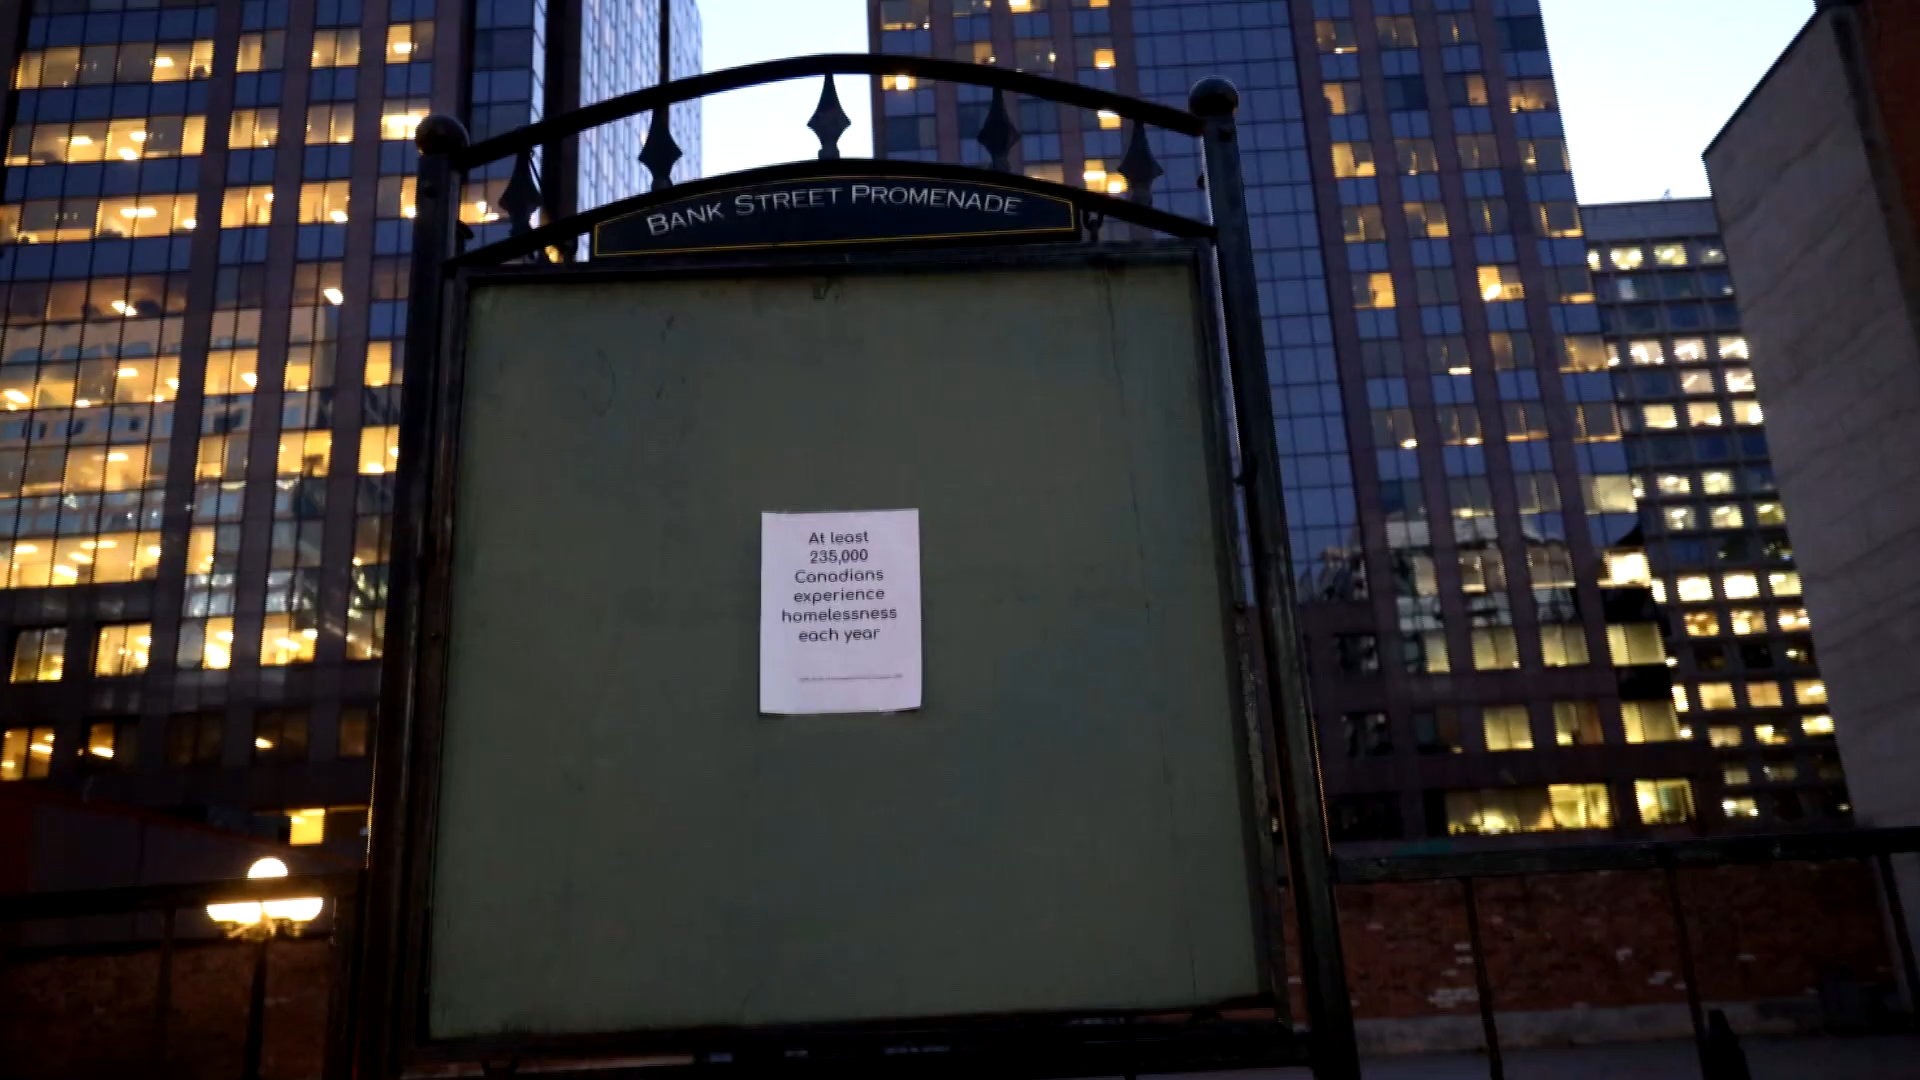 BANK STREET PROMENADE
At least
235,000
Canadians
experience
homelessness
each year